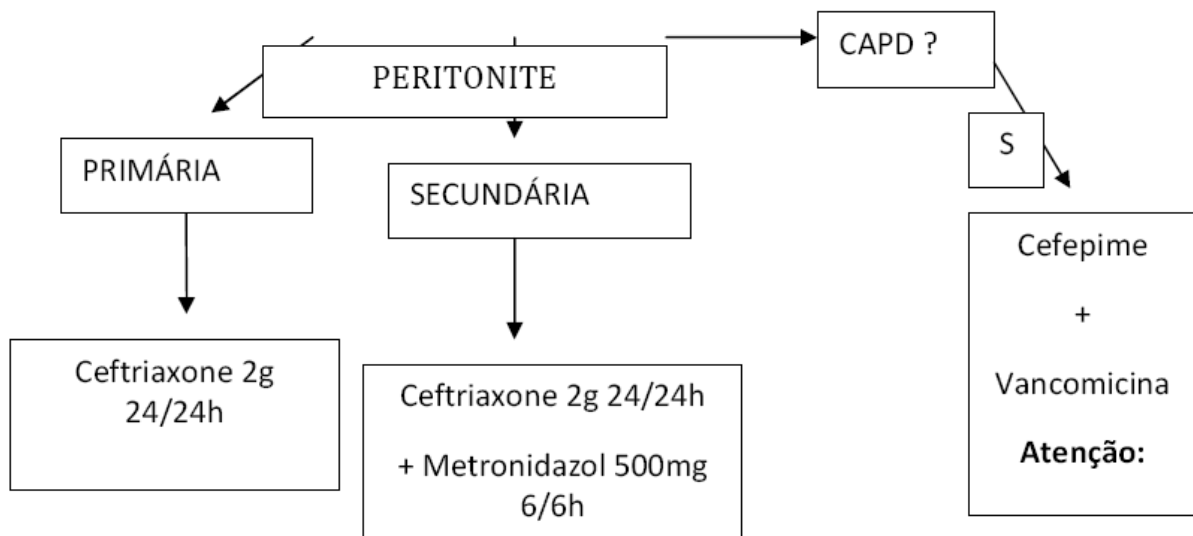 CAPD ?
PERITONITE
S
PRIMÁRIA
SECUNDÁRIA
Cefepime
+
Vancomicina
Atenção:
Ceftriaxone 2g
24/24h
Ceftriaxone 2g 24/24h
+ Metronidazol 500mg
6/6h